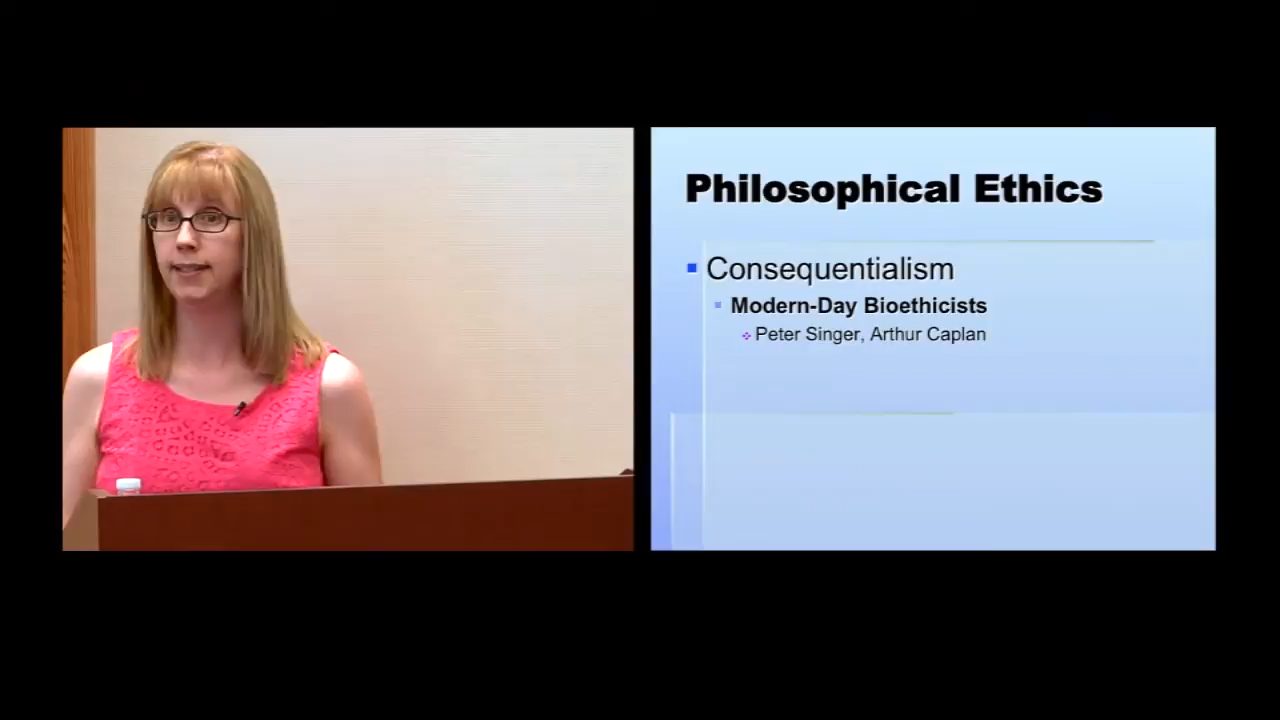 Philosophical Ethics
Consequentialism
Modern-Day Bioethicists
Peter Singer, Arthur Caplan